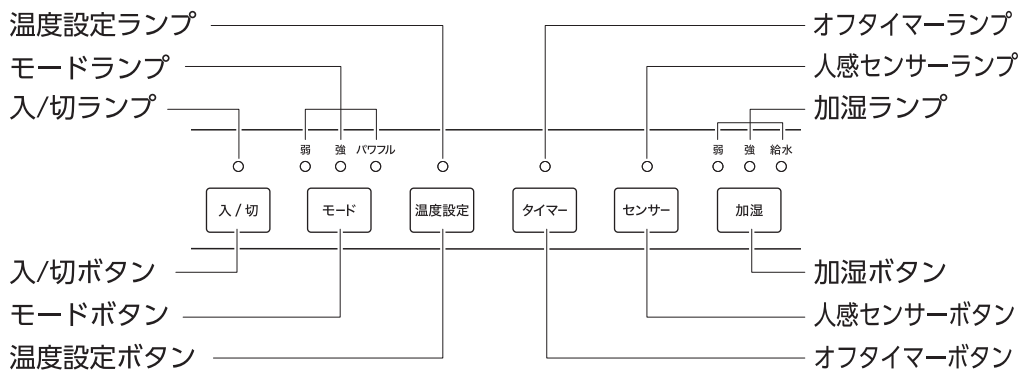 温度設定ランプ
モードランプ
入/切ランプ
オフタイマーランプ
人感センサーランプ
加湿ランプ
弱 強 パワフル 弱 強 給水
入/切 モード 温度設定 タイマー センサー 加湿
入/切ボタン
モードボタン
温度設定ボタン
加湿ボタン
人感センサーボタン
オフタイマーボタン